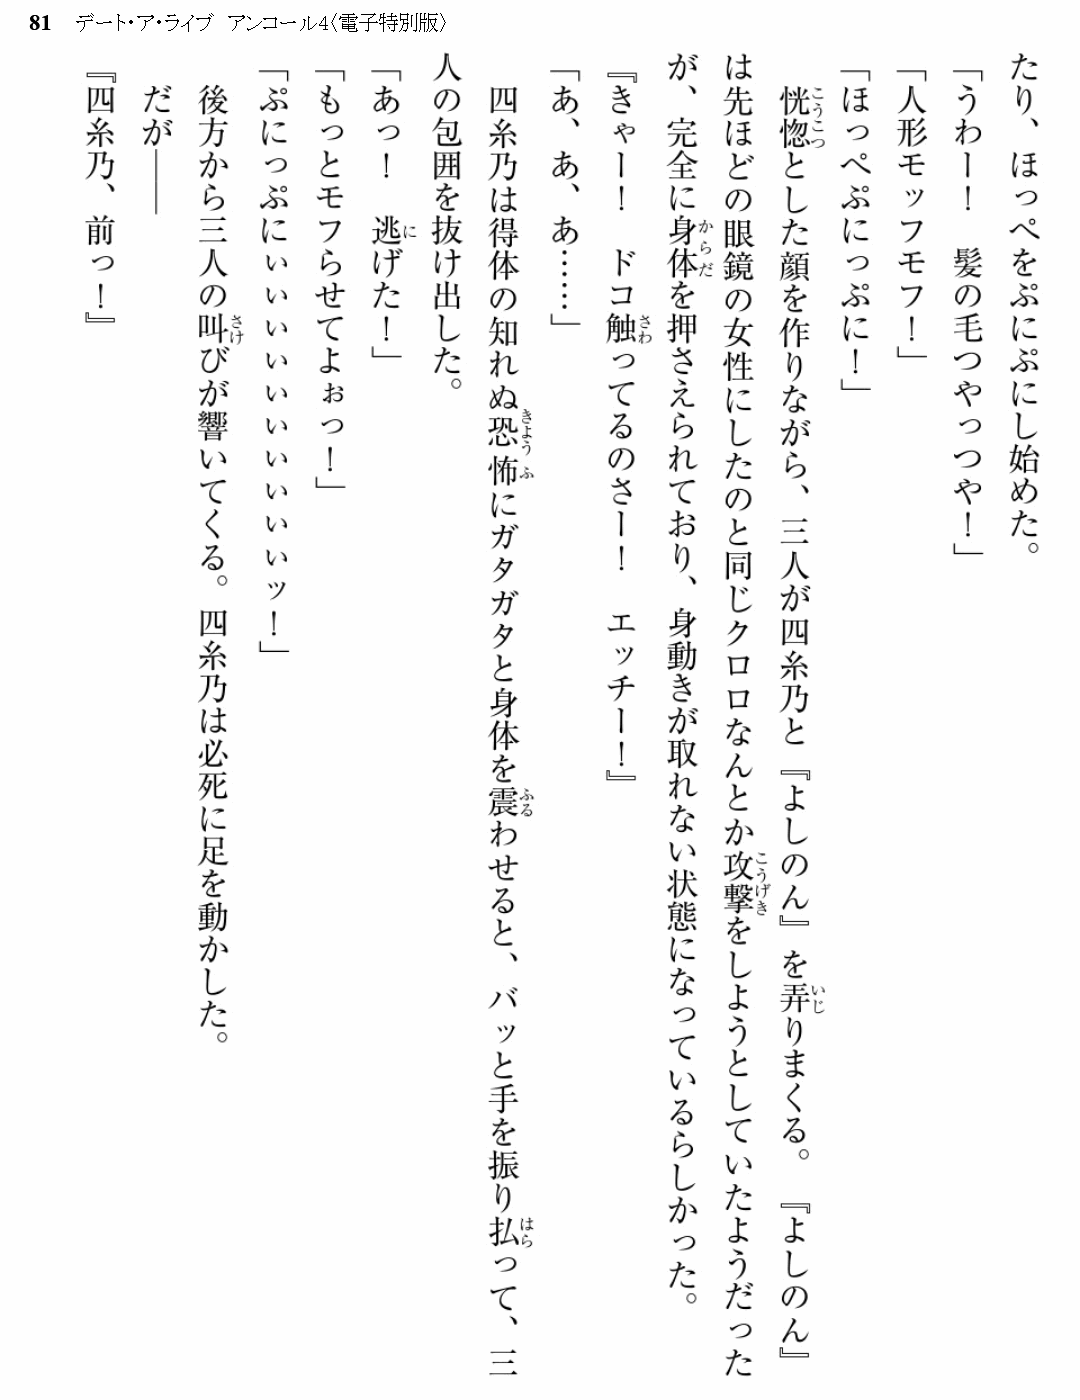 81 デート・ア・ライブ アンコール4〈電子特別版〉
たり、ほっぺをぷにぷにし始めた。
「うわー！ 髪の毛つやっつや！」
「人形モッフモフ！」
「ほっぺぷにっぷに！」
恍惚とした顔を作りながら、三人が四糸乃と『よしのん』を弄りまくる。『よしのん』
は先ほどの眼鏡の女性にしたのと同じクロロなんとか攻撃をしようとしていたようだった
が、完全に身体を押さえられており、身動きが取れない状態になっているらしかった。
『きゃー！ ドコ触ってるのさー！ エッチー！』
「あ、あ、あ……」
四糸乃は得体の知れぬ恐怖にガタガタと身体を震わせると、バッと手を振り払って、三
人の包囲を抜け出した。
「あっ！ 逃げた！」
「もっとモフらせてよぉっ！」
「ぷにっぷにぃぃぃぃぃぃぃぃぃッ！」
後方から三人の叫びが響いてくる。四糸乃は必死に足を動かした。
だが――
『四糸乃、前っ！』